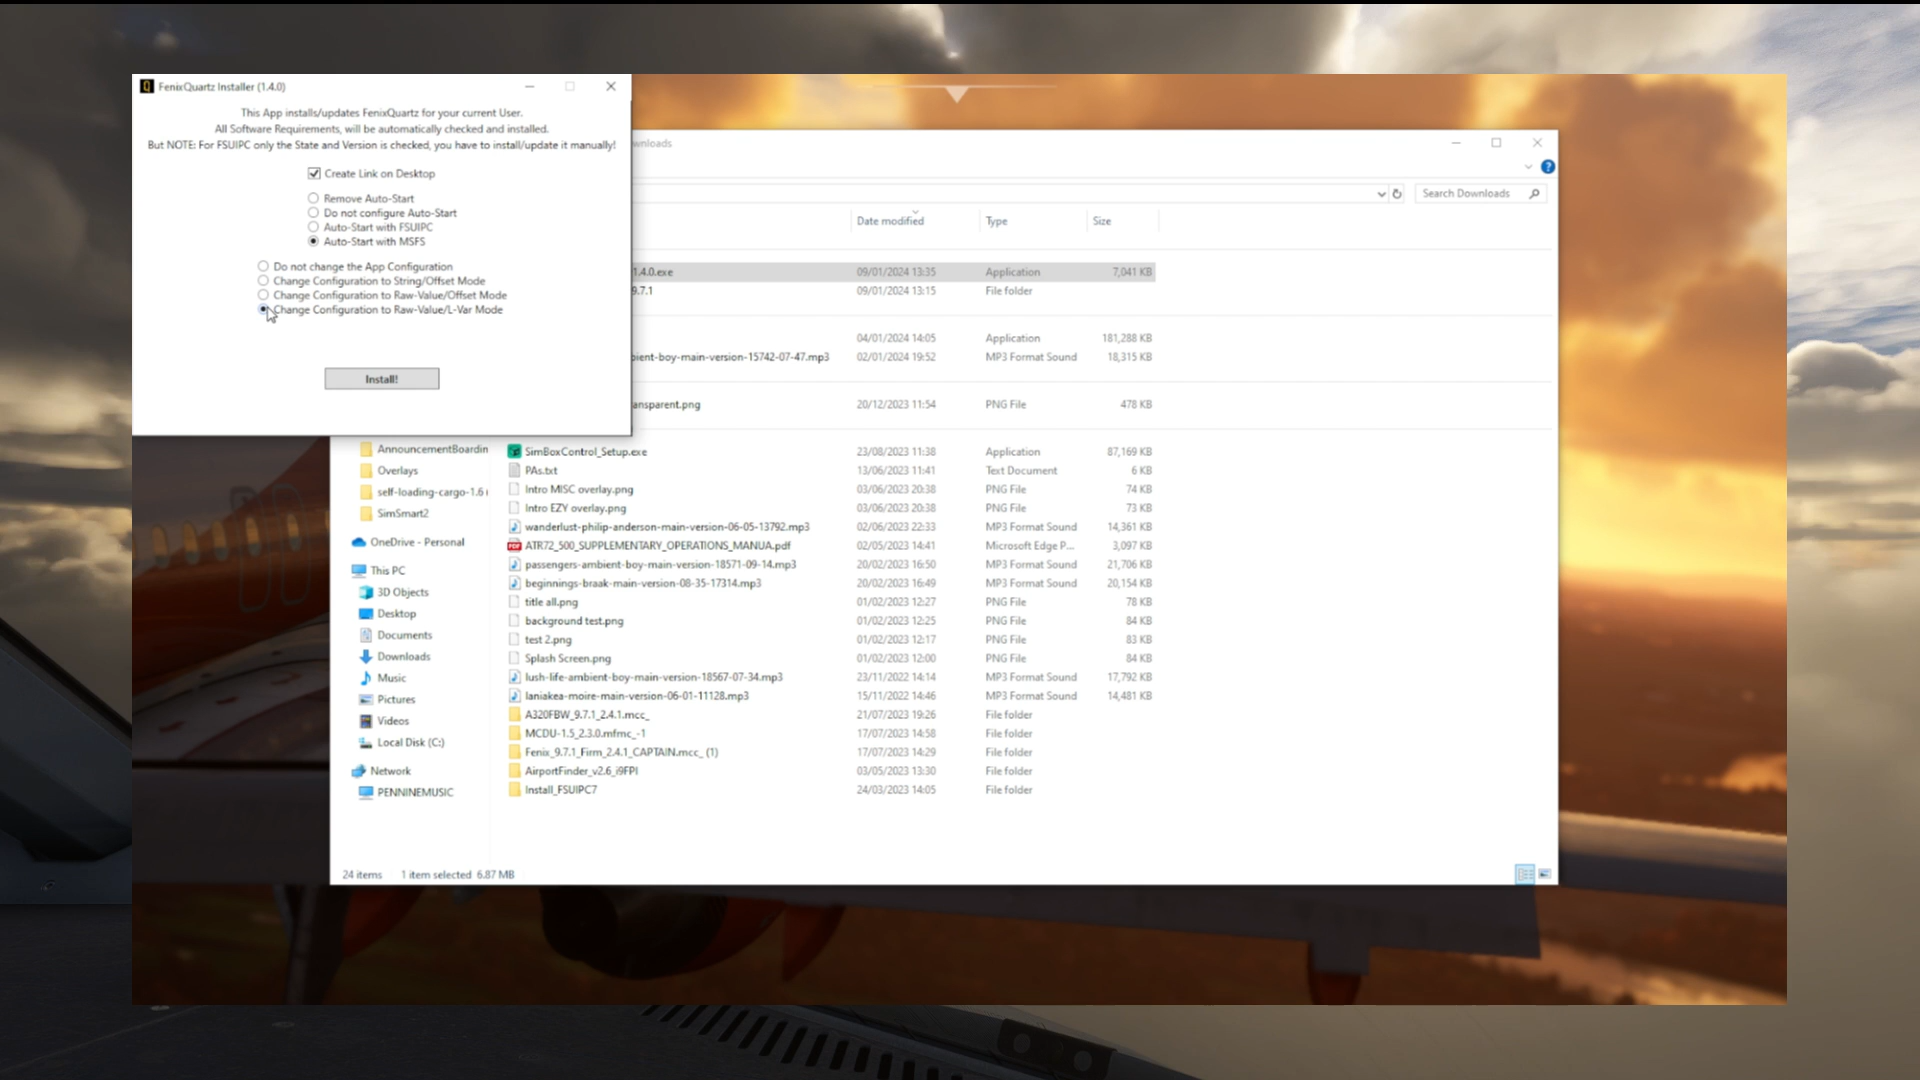 FenixQuartz Installer (1.4.0)
This App installs/updates FenixQuartz for your current User.
All Software Requirements, will be automatically checked and installed.
But NOTE: For FSUIPC only the State and Version is checked, you have to install/update it manually!
Create Link on Desktop
Remove Auto-Start
Do not configure Auto-Start
Auto-Start with FSUIPC
Auto-Start with MSFS
Do not change the App Configuration
Change Configuration to String/Offset Mode
Change Configuration to Raw-Value/Offset Mode
Change Configuration to Raw-Value/L-Var Mode
Install!
wnloads
Search Downloads
Date modified Type Size
1.4.0.exe 09/01/2024 13:35 Application 7,041 KB
9.7.1 09/01/2024 13:15 File folder
04/01/2024 14:05 Application 181,288 KB
bient-boy-main-version-15742-07-47.mp3 02/01/2024 19:52 MP3 Format Sound 18,315 KB
ansparent.png 20/12/2023 11:54 PNG File 478 KB
AnnouncementBoardin
Overlays
self-loading-cargo-1.6
SimSmart2
OneDrive - Personal
This PC
3D Objects
Desktop
Documents
Downloads
Music
Pictures
Videos
Local Disk (C:)
Network
PENNINEMUSIC
SimBoxControl_Setup.exe 23/08/2023 11:38 Application 87,169 KB
PAs.txt 13/06/2023 11:41 Text Document 6 KB
Intro MISC overlay.png 03/06/2023 20:38 PNG File 74 KB
Intro EZY overlay.png 03/06/2023 20:38 PNG File 73 KB
wanderlust-philip-anderson-main-version-06-05-13792.mp3 02/06/2023 22:33 MP3 Format Sound 14,361 KB
ATR72_500_SUPPLEMENTARY_OPERATIONS_MANUA.pdf 02/05/2023 14:41 Microsoft Edge P... 3,097 KB
passengers-ambient-boy-main-version-18571-09-14.mp3 20/02/2023 16:50 MP3 Format Sound 21,706 KB
beginnings-braak-main-version-08-35-17314.mp3 20/02/2023 16:49 MP3 Format Sound 20,154 KB
title all.png 01/02/2023 12:27 PNG File 78 KB
background test.png 01/02/2023 12:25 PNG File 84 KB
test 2.png 01/02/2023 12:17 PNG File 83 KB
Splash Screen.png 01/02/2023 12:00 PNG File 84 KB
lush-life-ambient-boy-main-version-18567-07-34.mp3 23/11/2022 14:14 MP3 Format Sound 17,792 KB
laniakea-moire-main-version-06-01-11128.mp3 15/11/2022 14:46 MP3 Format Sound 14,481 KB
A320FBW_9.7.1_2.4.1.mcc_ 21/07/2023 19:26 File folder
MCDU-1.5_2.3.0.mfmc_-1 17/07/2023 14:58 File folder
Fenix_9.7.1_Firm_2.4.1_CAPTAIN.mcc_ (1) 17/07/2023 14:29 File folder
AirportFinder_v2.6_i9FPl 03/05/2023 13:30 File folder
Install_FSUIPC7 24/03/2023 14:05 File folder
24 items 1 item selected 6.87 MB